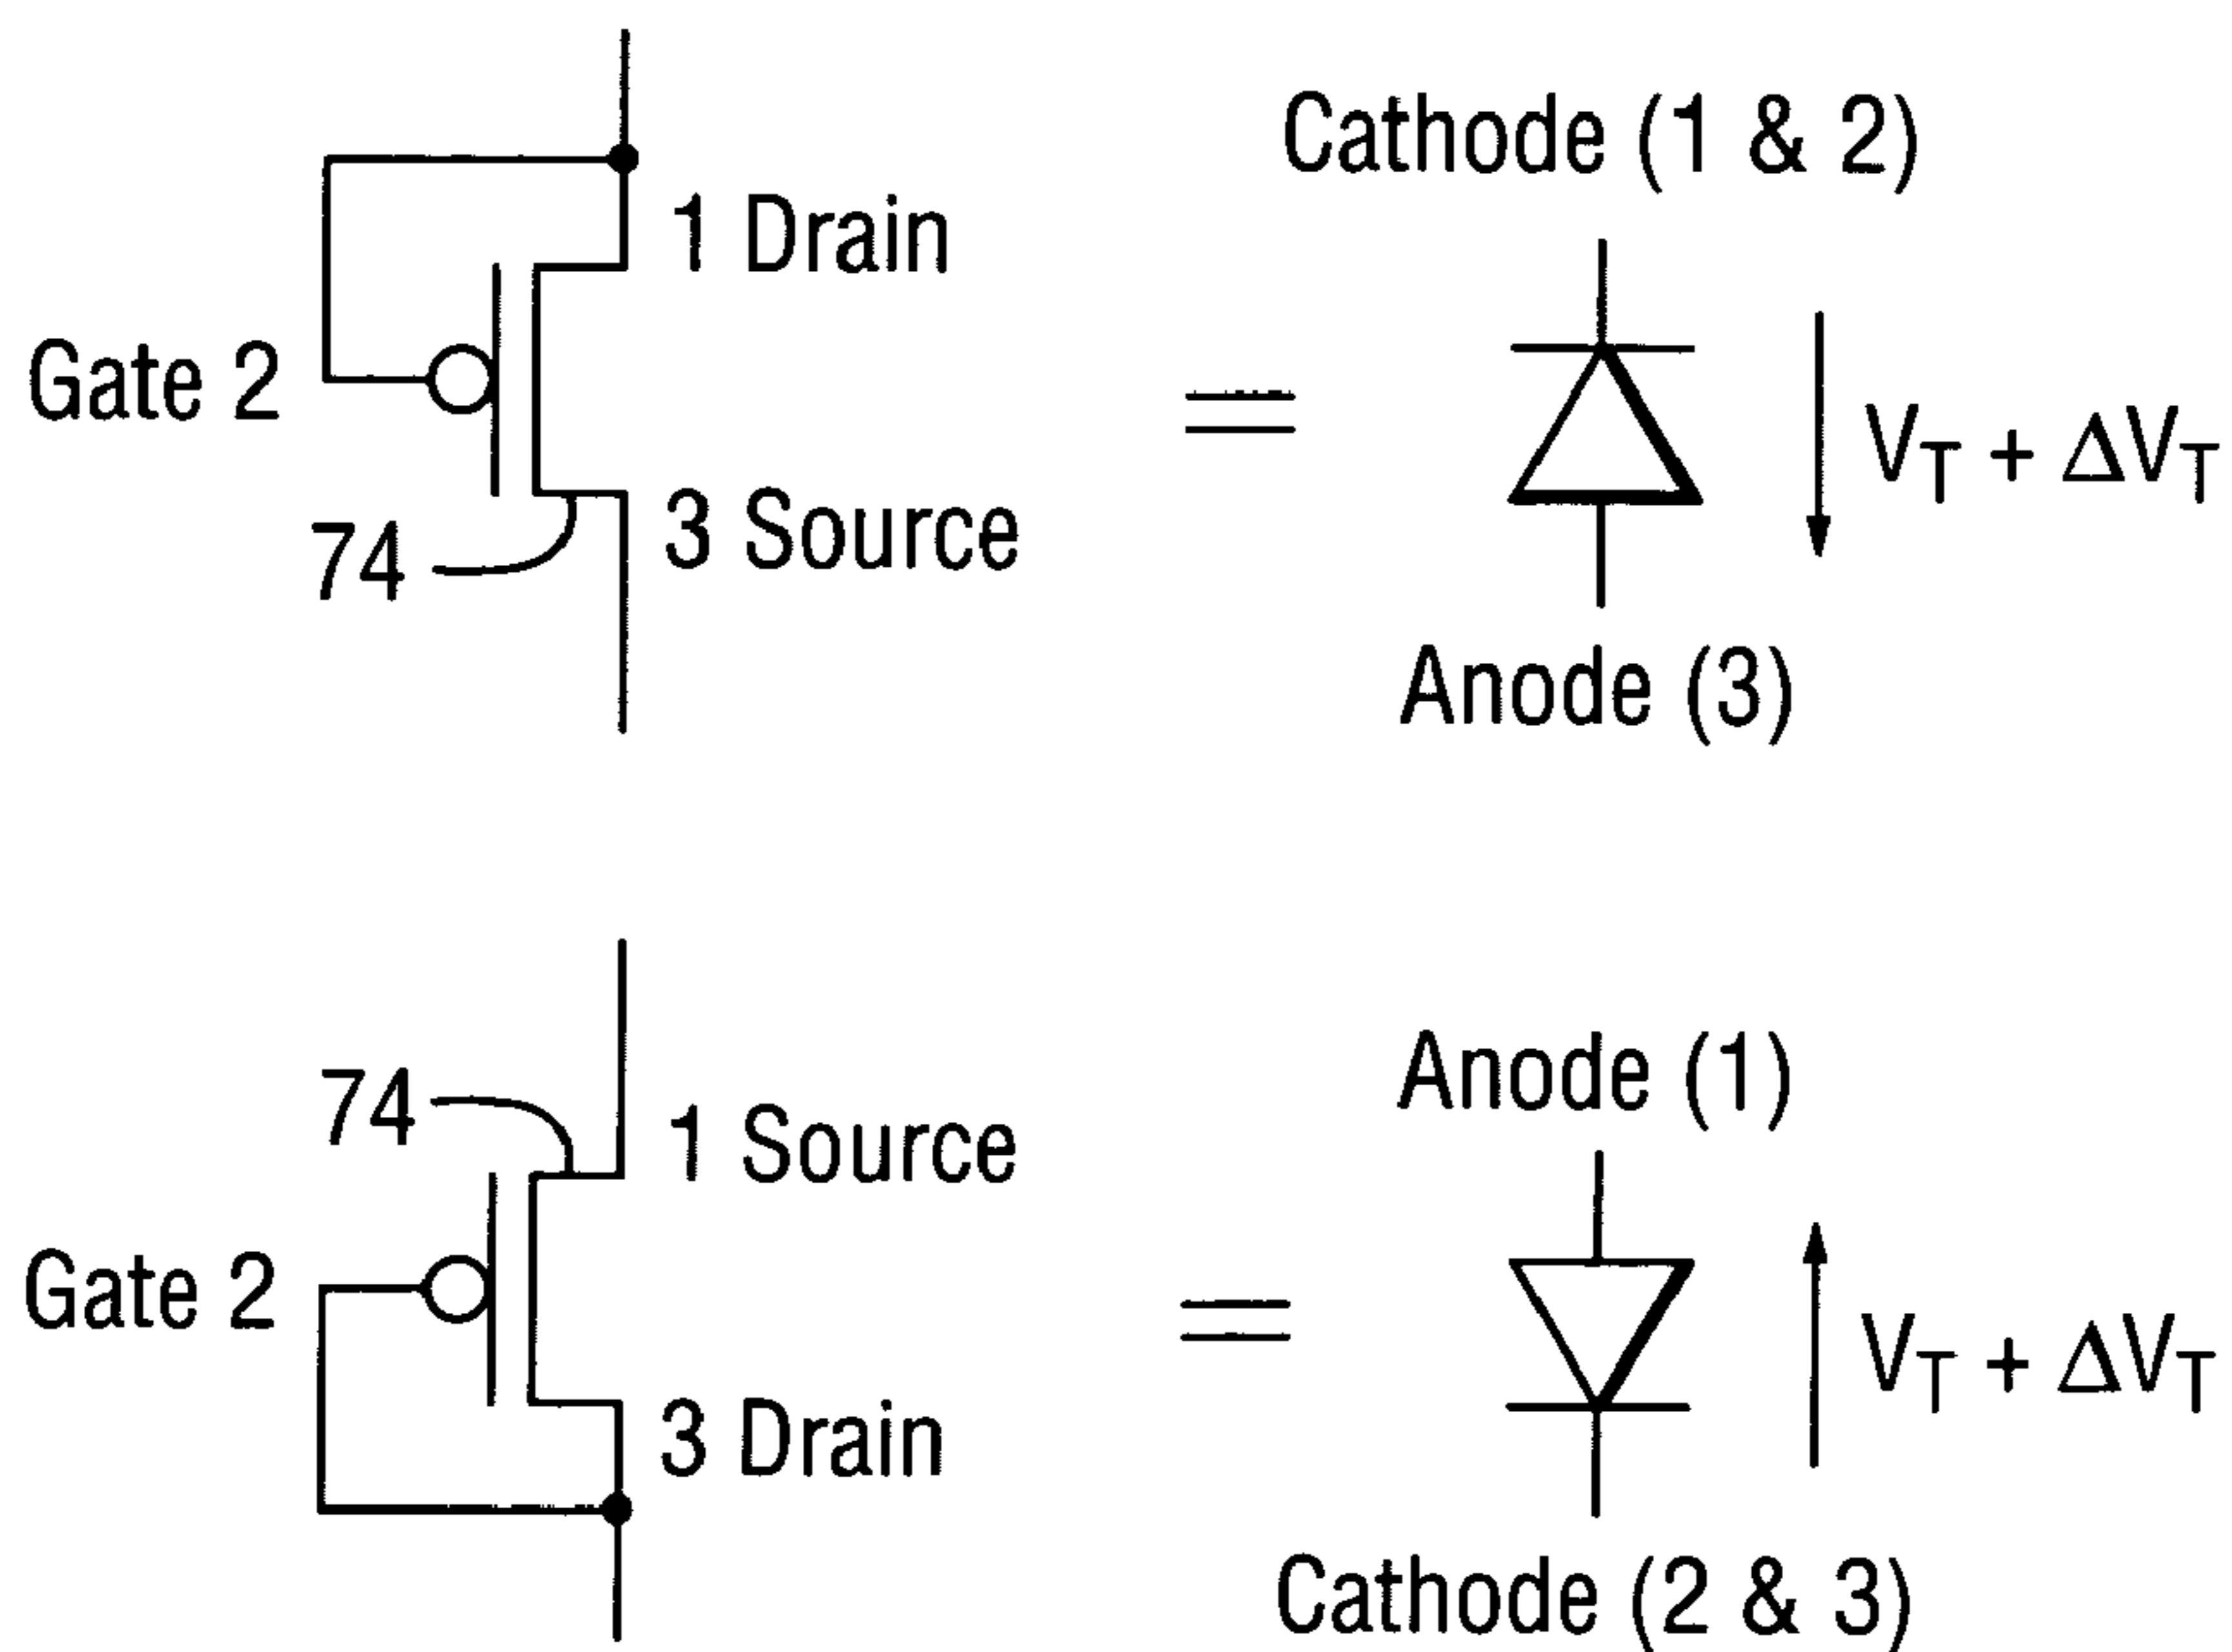 Cathode (1 & 2)
1 Drain
Gate 2
3 Source
74
=
V_T + ΔV_T
Anode (3)
Anode (1)
74
1 Source
Gate 2
3 Drain
=
V_T + ΔV_T
Cathode (2 & 3)